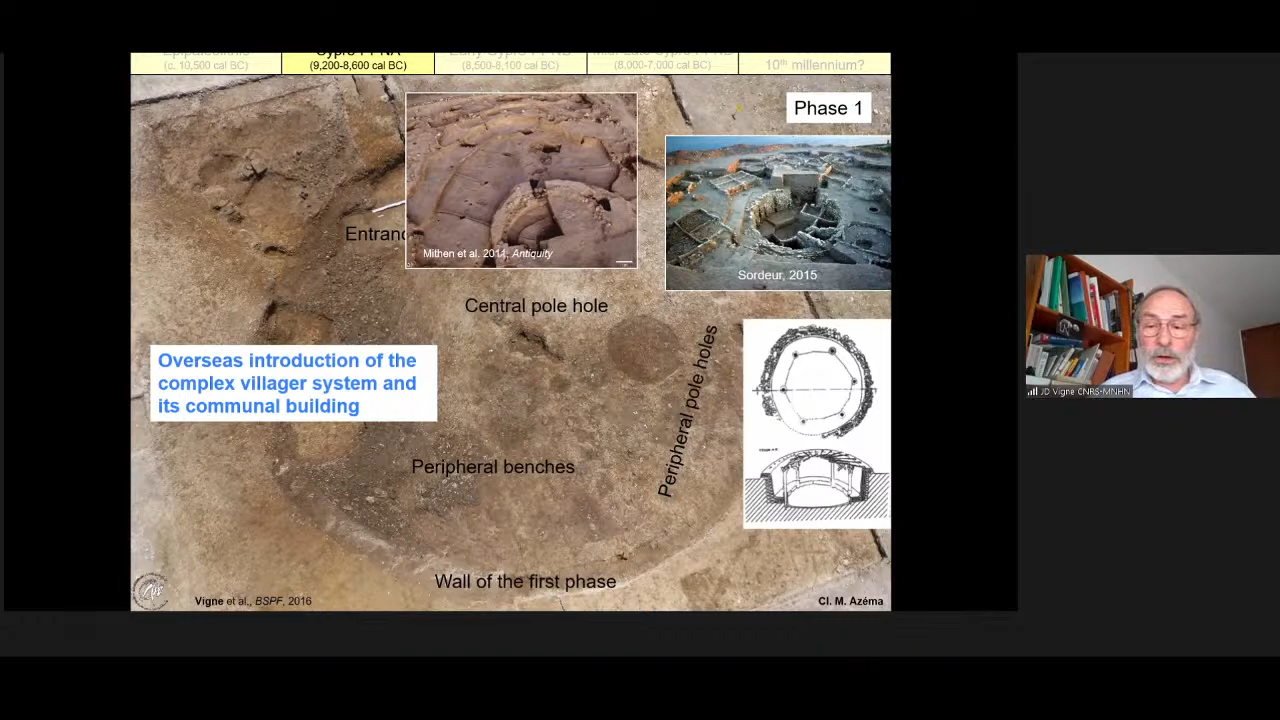 (c. 10,500 cal BC)
(9,200-8,600 cal BC)
(8,500-8,100 cal BC)
(8,000-7,000 cal BC)
10th millennium?
Phase 1
Entranc
Mithen et al. 2011, Antiquity
Sordeur, 2015
Central pole hole
Peripheral pole holes
Overseas introduction of the
complex villager system and
its communal building
Peripheral benches
Wall of the first phase
Vigne et al., BSPF, 2016
Cl. M. Azéma
JD Vigne CNRS-MNHN